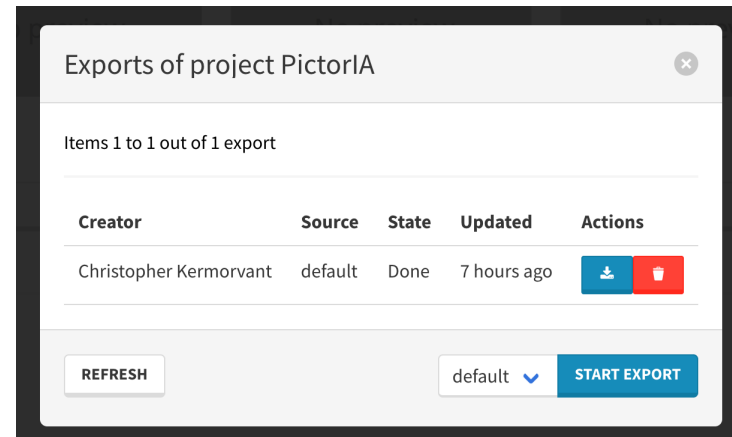 Exports of project PictorIA
Items 1 to 1 out of 1 export
Creator Source State Updated Actions
Christopher Kermorvant default Done 7 hours ago
REFRESH default START EXPORT